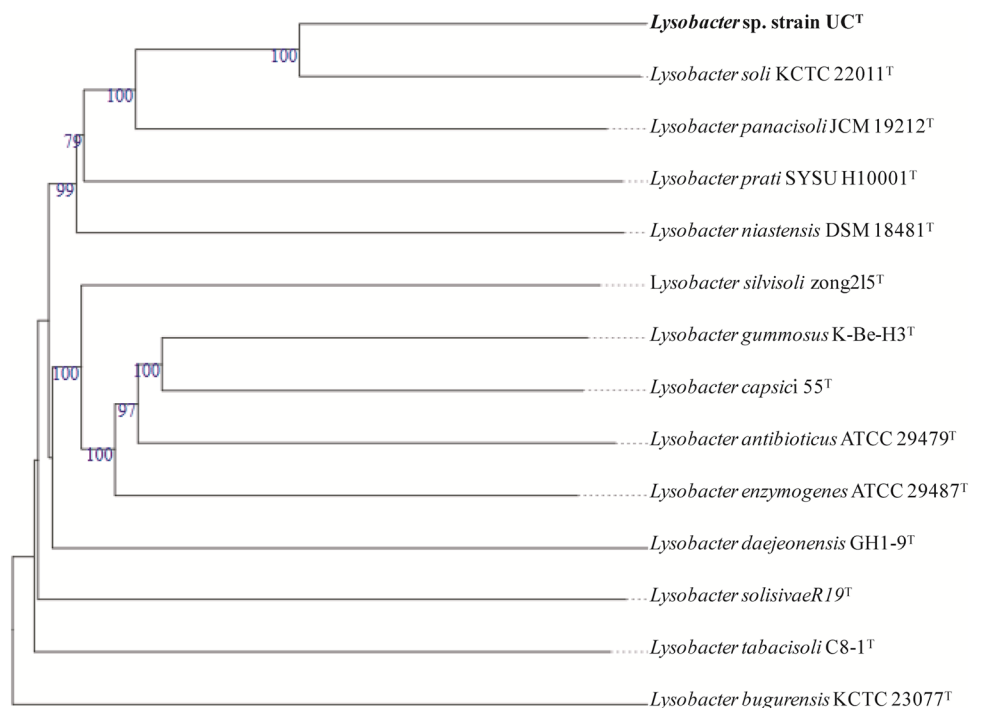 Lysobacter sp. strain UCᵀ
100
Lysobacter soli KCTC 22011ᵀ
100
Lysobacter panacisoli JCM 19212ᵀ
79
Lysobacter prati SYSU H10001ᵀ
99
Lysobacter niastensis DSM 18481ᵀ
Lysobacter silvisoli zong2l5ᵀ
Lysobacter gummosus K-Be-H3ᵀ
100
100
Lysobacter capsici 55ᵀ
97
Lysobacter antibioticus ATCC 29479ᵀ
100
Lysobacter enzymogenes ATCC 29487ᵀ
Lysobacter daejeonensis GH1-9ᵀ
Lysobacter solisivaeR19ᵀ
Lysobacter tabacisoli C8-1ᵀ
Lysobacter bugurensis KCTC 23077ᵀ